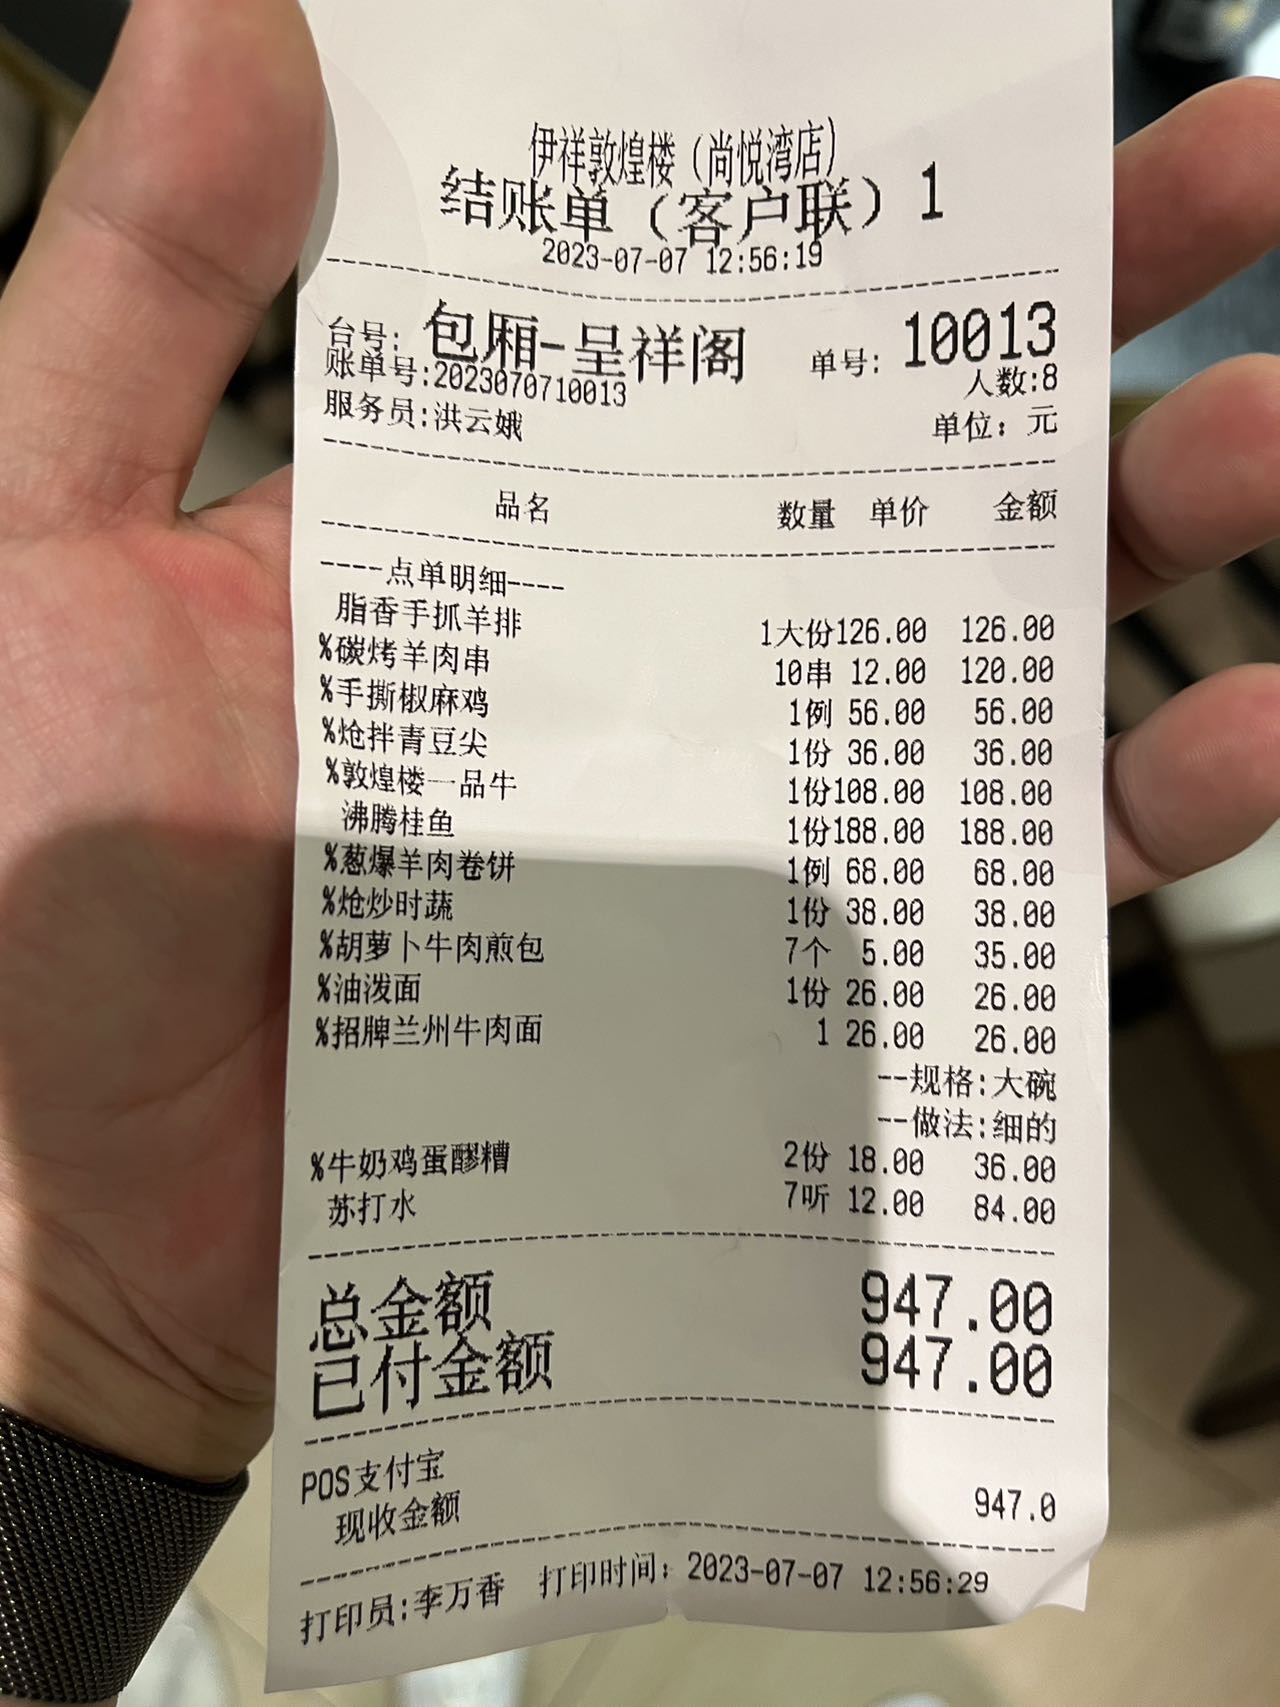 伊祥敦煌楼（尚悦湾店）
结账单（客户联）1
2023-07-07 12:56:19
台号: 包厢-呈祥阁 单号: 10013
账单号:2023070710013 人数:8
服务员:洪云娥 单位: 元
品名 数量 单价 金额
----点单明细----
脂香手抓羊排 1大份126.00 126.00
%碳烤羊肉串 10串 12.00 120.00
%手撕椒麻鸡 1例 56.00 56.00
%炝拌青豆尖 1份 36.00 36.00
%敦煌楼一品牛 1份108.00 108.00
沸腾桂鱼 1份188.00 188.00
%葱爆羊肉卷饼 1例 68.00 68.00
%炝炒时蔬 1份 38.00 38.00
%胡萝卜牛肉煎包 7个 5.00 35.00
%油泼面 1份 26.00 26.00
%招牌兰州牛肉面 1 26.00 26.00
--规格:大碗
--做法:细的
%牛奶鸡蛋醪糟 2份 18.00 36.00
苏打水 7听 12.00 84.00
总金额 947.00
已付金额 947.00
POS支付宝
现收金额 947.0
打印员:李万香 打印时间: 2023-07-07 12:56:29